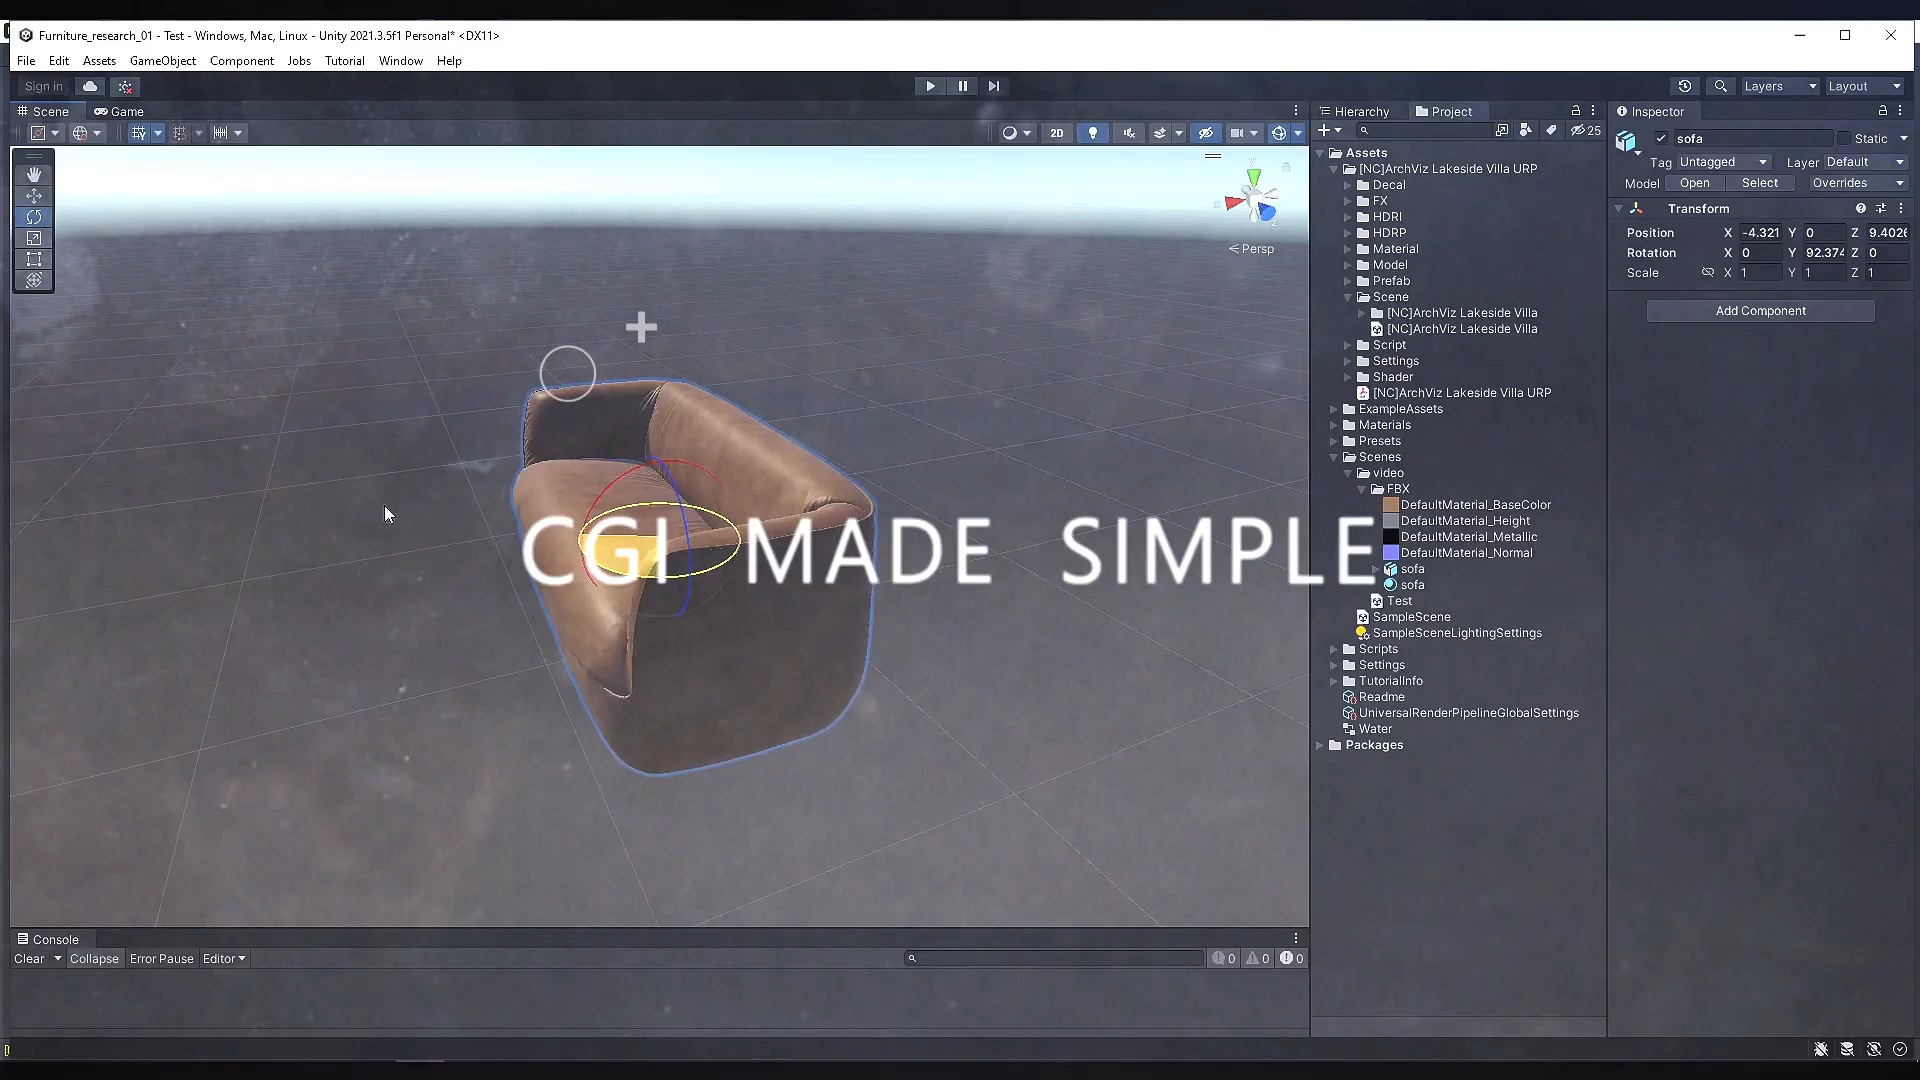 Furniture_research_01 - Test - Windows, Mac, Linux - Unity 2021.3.5f1 Personal* <DX11>
File Edit Assets GameObject Component Jobs Tutorial Window Help
Sign in
Layers Layout
Scene Game
Hierarchy Project
Inspector
2D
25
sofa Static
Tag Untagged Layer Default
Model Open Select Overrides
Transform
Position X -4.321 Y 0 Z 9.4026
Rotation X 0 Y 92.374 Z 0
Scale X 1 Y 1 Z 1
Add Component
Persp
CGI MADE SIMPLE
Assets
[NC]ArchViz Lakeside Villa URP
Decal
FX
HDRI
HDRP
Material
Model
Prefab
Scene
[NC]ArchViz Lakeside Villa
[NC]ArchViz Lakeside Villa
Script
Settings
Shader
[NC]ArchViz Lakeside Villa URP
ExampleAssets
Materials
Presets
Scenes
video
FBX
DefaultMaterial_BaseColor
DefaultMaterial_Height
DefaultMaterial_Metallic
DefaultMaterial_Normal
sofa
sofa
Test
SampleScene
SampleSceneLightingSettings
Scripts
Settings
TutorialInfo
Readme
UniversalRenderPipelineGlobalSettings
Water
Packages
Console
Clear Collapse Error Pause Editor
0 0 0